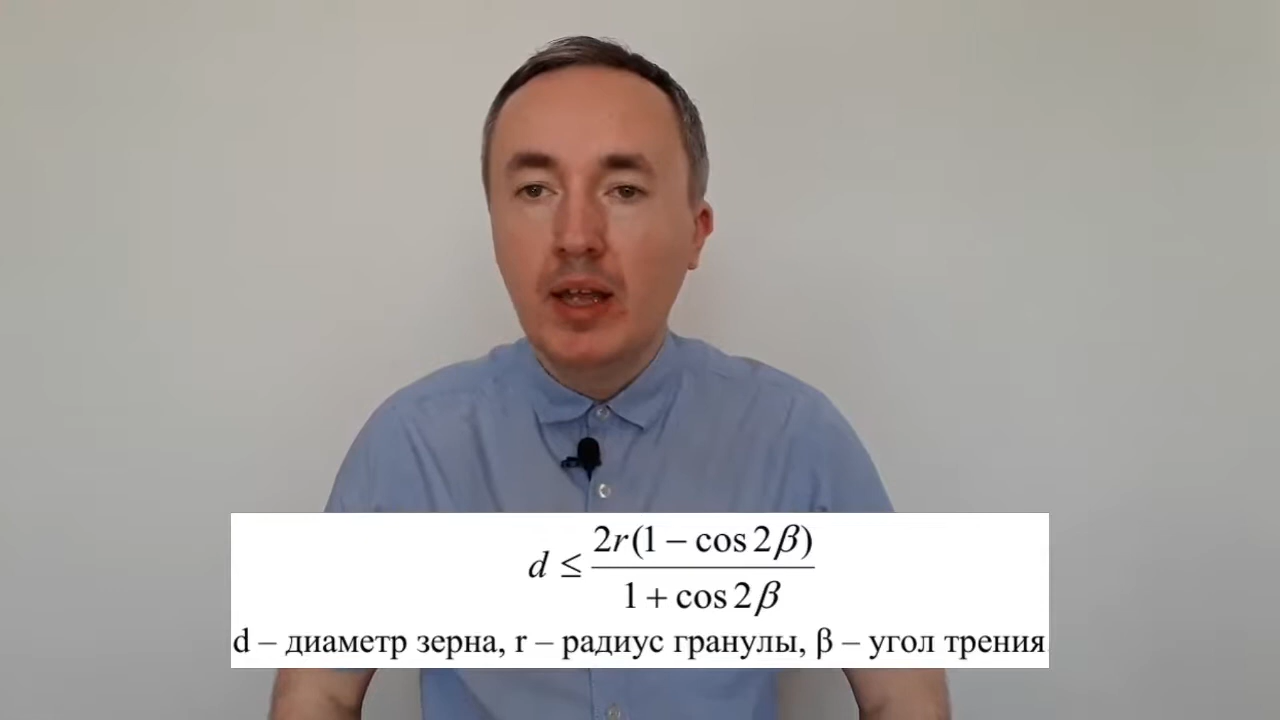 d ≤ 2r(1 − cos 2β) / 1 + cos 2β
d – диаметр зерна, r – радиус гранулы, β – угол трения